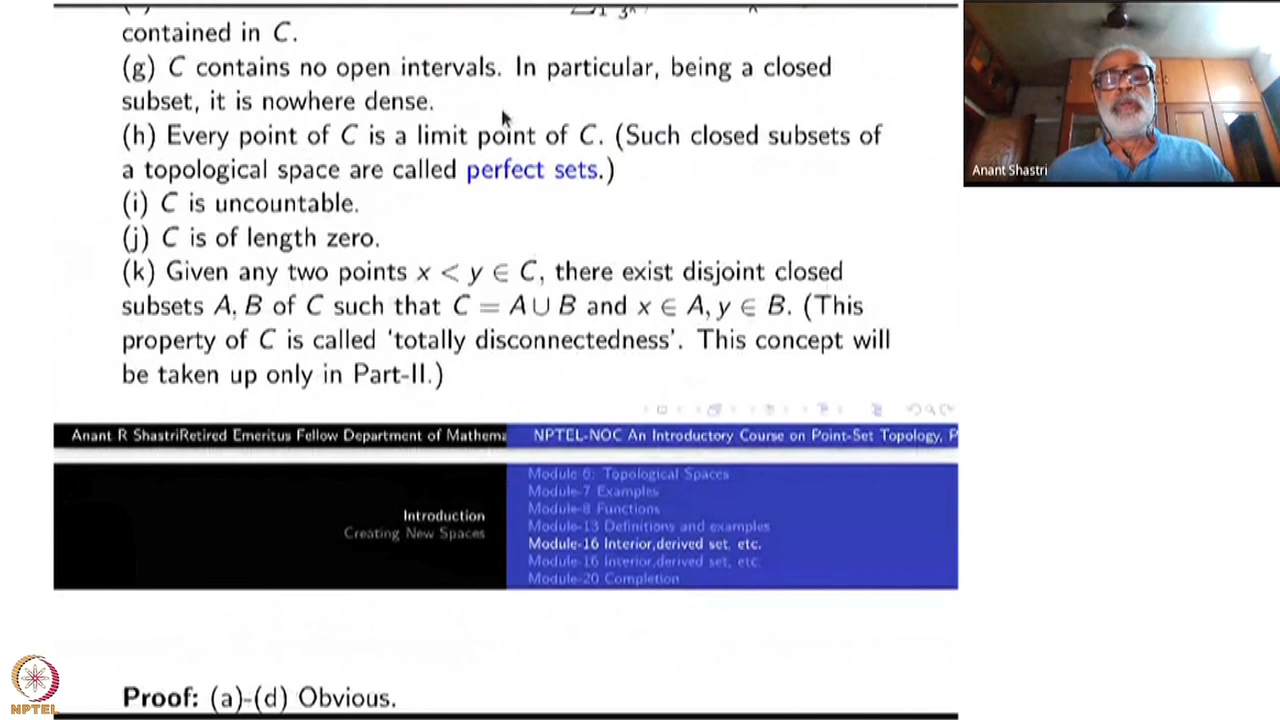 contained in C.
(g) C contains no open intervals. In particular, being a closed
subset, it is nowhere dense.
(h) Every point of C is a limit point of C. (Such closed subsets of
a topological space are called perfect sets.)
(i) C is uncountable.
(j) C is of length zero.
(k) Given any two points x < y ∈ C, there exist disjoint closed
subsets A, B of C such that C = A ∪ B and x ∈ A, y ∈ B. (This
property of C is called ‘totally disconnectedness’. This concept will
be taken up only in Part-II.)
Anant Shastri
Anant R ShastriRetired Emeritus Fellow Department of Mathema
NPTEL-NOC An Introductory Course on Point-Set Topology, P
Introduction
Creating New Spaces
Module 6: Topological Spaces
Module-7 Examples
Module-8 Functions
Module-13 Definitions and examples
Module-16 Interior,derived set, etc.
Module-16 Interior,derived set, etc.
Module-20 Completion
Proof: (a)-(d) Obvious.
NPTEL